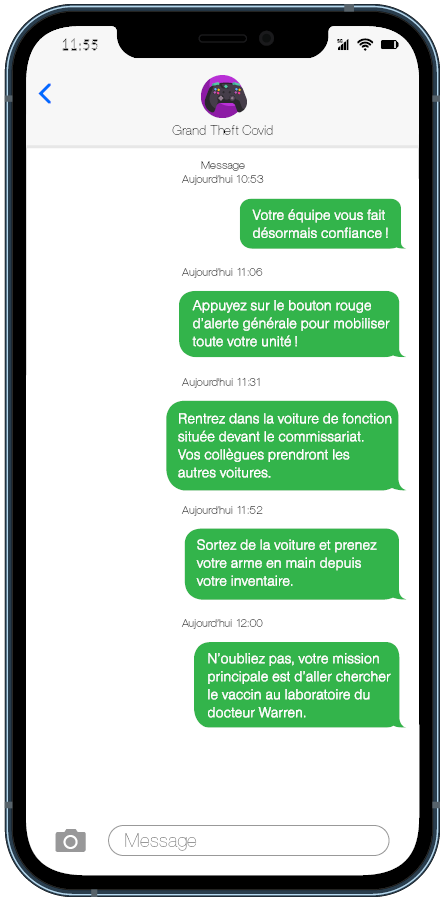 11:55
5G
Grand Theft Covid
Message
Aujourd'hui 10:53
Votre équipe vous fait
désormais confiance !
Aujourd'hui 11:06
Appuyez sur le bouton rouge
d'alerte générale pour mobiliser
toute votre unité !
Aujourd'hui 11:31
Rentrez dans la voiture de fonction
située devant le commissariat.
Vos collègues prendront les
autres voitures.
Aujourd'hui 11:52
Sortez de la voiture et prenez
votre arme en main depuis
votre inventaire.
Aujourd'hui 12:00
N'oubliez pas, votre mission
principale est d'aller chercher
le vaccin au laboratoire du
docteur Warren.
Message